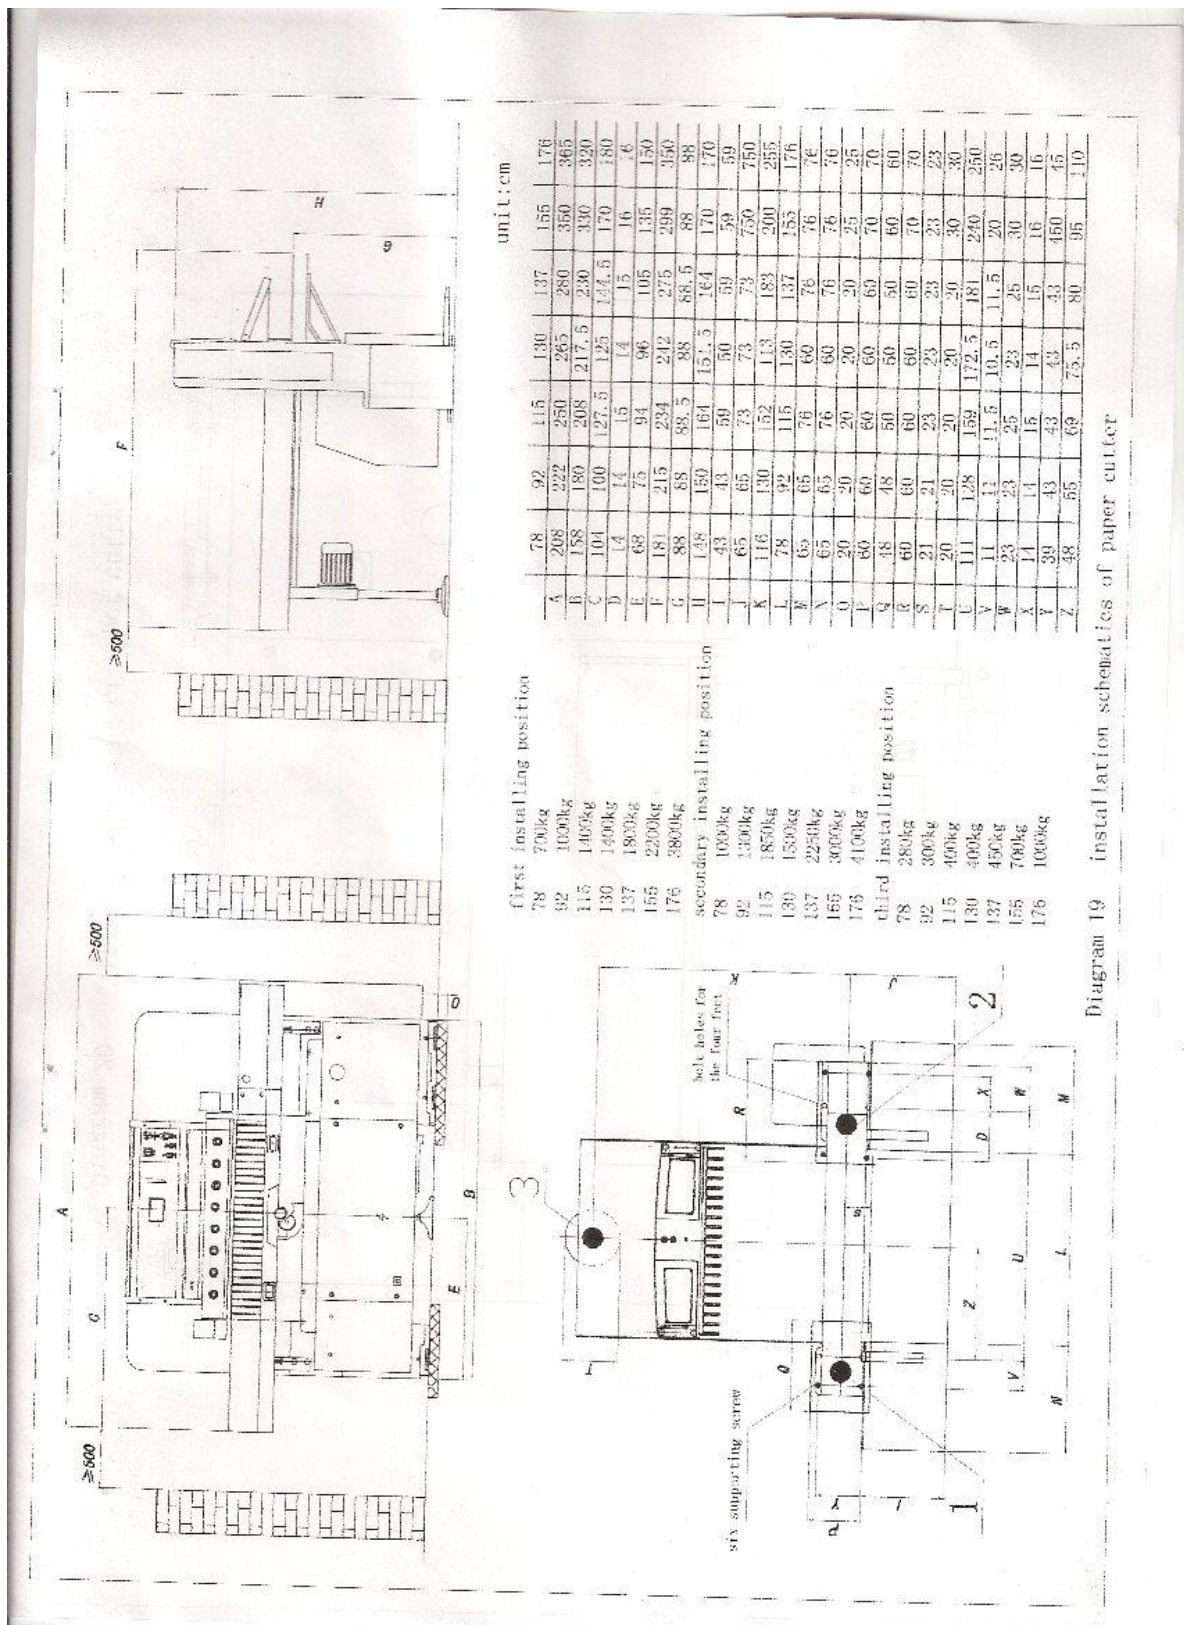 A
C
≥500
≥500
B
E
O
F
≥500
H
G
first installing position
78 700kg
92 1000kg
115 1400kg
130 1400kg
137 1800kg
155 2200kg
176 3800kg
secondary installing position
78 1000kg
92 1300kg
115 1850kg
130 1500kg
137 2250kg
155 3000kg
176 4100kg
third installing position
78 280kg
92 300kg
115 400kg
130 400kg
137 450kg
155 700kg
176 1000kg
unit:cm
78 92 115 130 137 155 176
A 208 222 250 265 280 350 365
B 158 180 208 217.5 230 330 320
C 104 100 127.5 125 144.5 170 180
D 14 14 15 14 15 16 16
E 68 75 94 96 105 135 150
F 181 215 234 242 275 299 350
G 88 88 88.5 88 88.5 88 88
H 148 150 164 151.5 164 170 170
I 43 43 59 50 59 59 59
J 65 65 73 73 73 750 750
K 116 130 152 113 183 200 255
L 78 92 115 130 137 155 176
M 65 65 76 60 76 76 76
N 65 65 76 60 76 76 76
O 20 20 20 20 20 25 25
P 60 60 60 60 60 70 70
Q 48 48 50 50 50 60 60
R 60 60 60 60 60 70 70
S 21 21 23 23 23 23 23
T 20 20 20 20 20 30 30
U 111 128 159 172.5 181 240 250
V 11 11 11.5 10.5 11.5 20 26
W 23 23 25 23 25 30 30
X 14 14 15 14 15 16 16
Y 39 43 43 43 43 450 45
Z 48 55 69 75.5 80 95 110
3
Q
R
six supporting screw
bolt holes for
the four feet
K
J
S
P
1
2
Z
D
X
V
U
W
N
L
M
Diagram 19 installation schematics of paper cutter